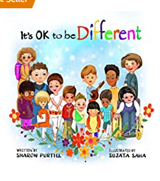 It's OK to be Different
WRITTEN BY
SHARON PURTILL
ILLUSTRATED BY
SUJATA SAHA